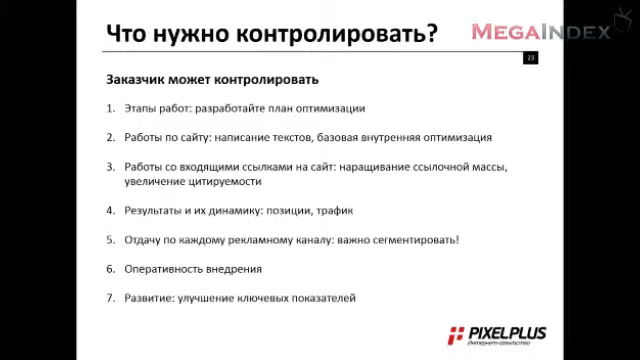 Что нужно контролировать?
MEGAINDEX
23
Заказчик может контролировать
1. Этапы работ: разработайте план оптимизации
2. Работы по сайту: написание текстов, базовая внутренняя оптимизация
3. Работы со входящими ссылками на сайт: наращивание ссылочной массы,
увеличение цитируемости
4. Результаты и их динамику: позиции, трафик
5. Отдачу по каждому рекламному каналу: важно сегментировать!
6. Оперативность внедрения
7. Развитие: улучшение ключевых показателей
PIXELPLUS
Интернет-агентство